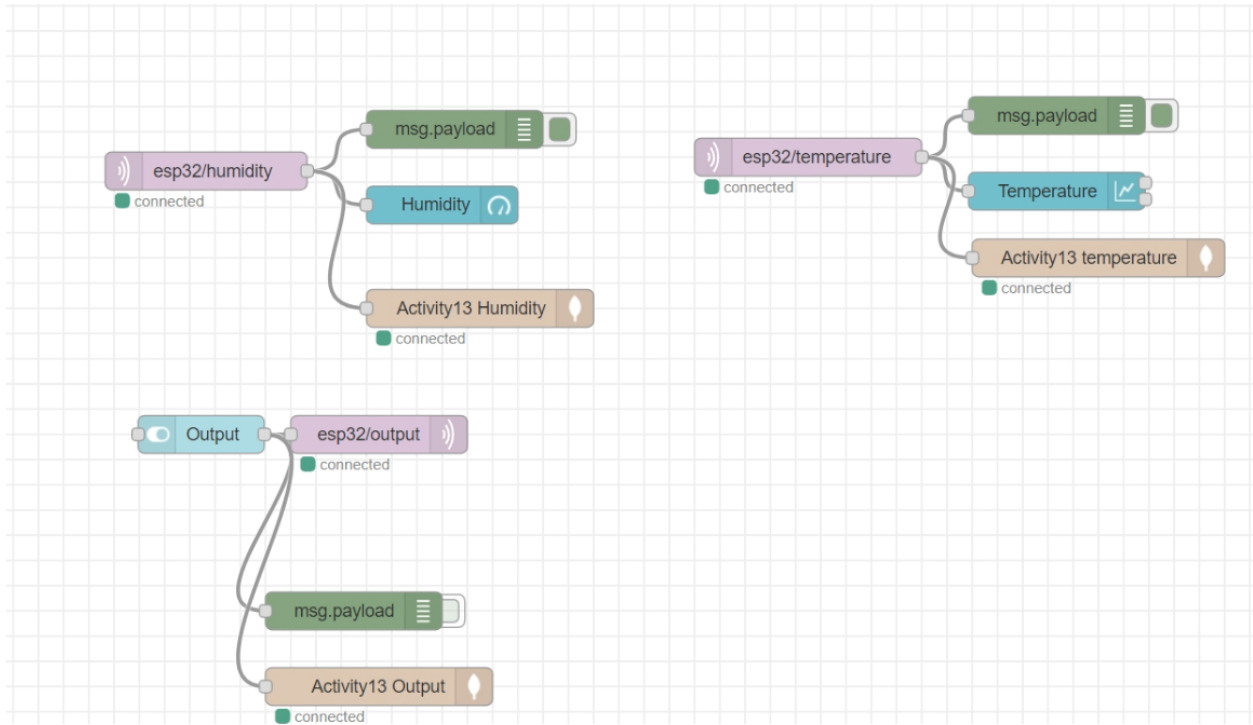 msg.payload
esp32/humidity
connected
Humidity
Activity13 Humidity
connected
msg.payload
esp32/temperature
connected
Temperature
Activity13 temperature
connected
Output
esp32/output
connected
msg.payload
Activity13 Output
connected